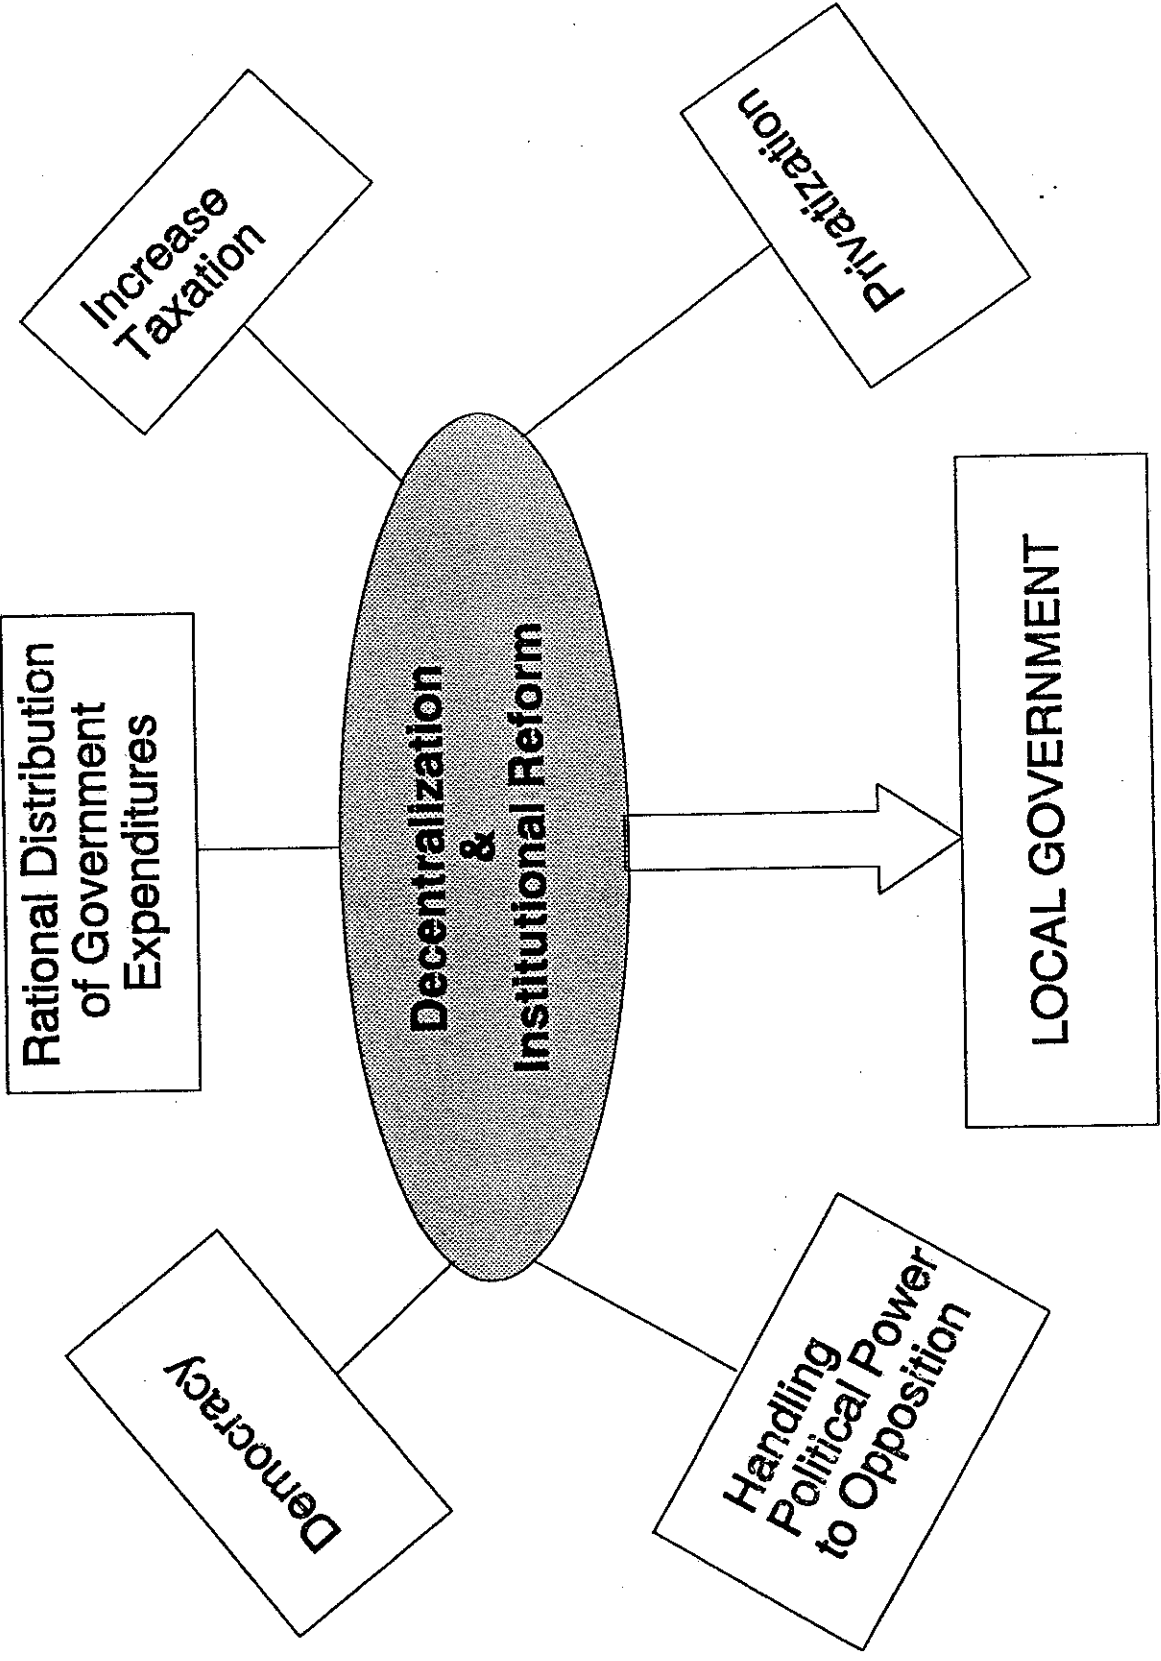 Rational Distribution
of Government
Expenditures
Democracy
Increase
Taxation
Decentralization
&
Institutional Reform
Handling
Political Power
to Opposition
Privatization
LOCAL GOVERNMENT